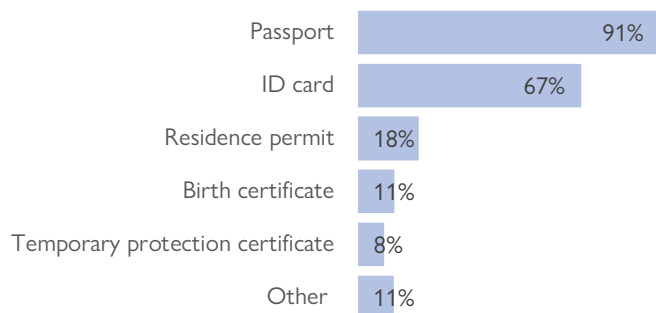 Passport 91%
ID card 67%
Residence permit 18%
Birth certificate 11%
Temporary protection certificate 8%
Other 11%